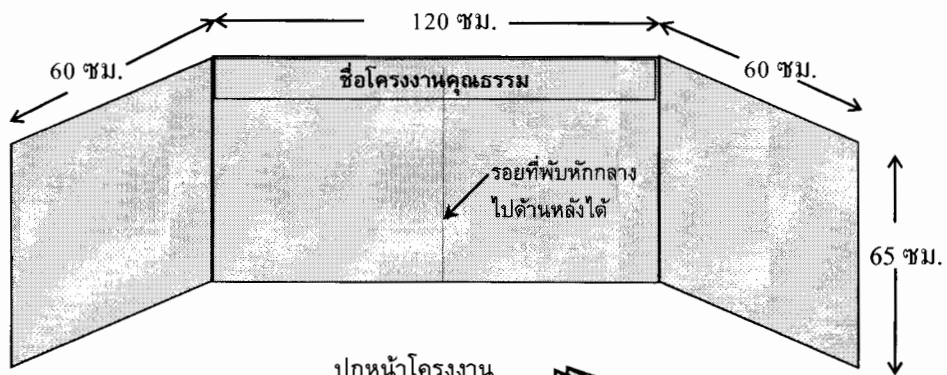 120 ซม.
60 ซม.
60 ซม.
ชื่อโครงงานคุณธรรม
รอยที่พับหักกลาง
ไปด้านหลังได้
65 ซม.
ปกหน้าโครงงาน